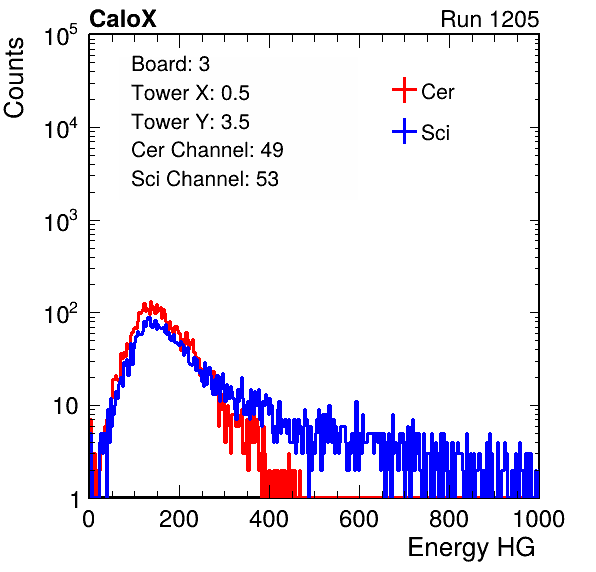 CaloX Run 1205
Counts
Board: 3
Tower X: 0.5
Tower Y: 3.5
Cer Channel: 49
Sci Channel: 53
Cer
Sci
10^5
10^4
10^3
10^2
10
1
0 200 400 600 800 1000
Energy HG